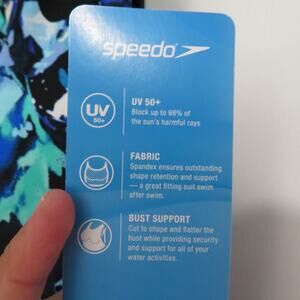 speedo
UV
50+
UV 50+
Block up to 98% of
the sun's harmful rays
FABRIC
Spandex ensures outstanding
shape retention and support
— a great fitting suit swim
after swim.
BUST SUPPORT
Cut to shape and flatter the
bust while providing security
and support for all of your
water activities.